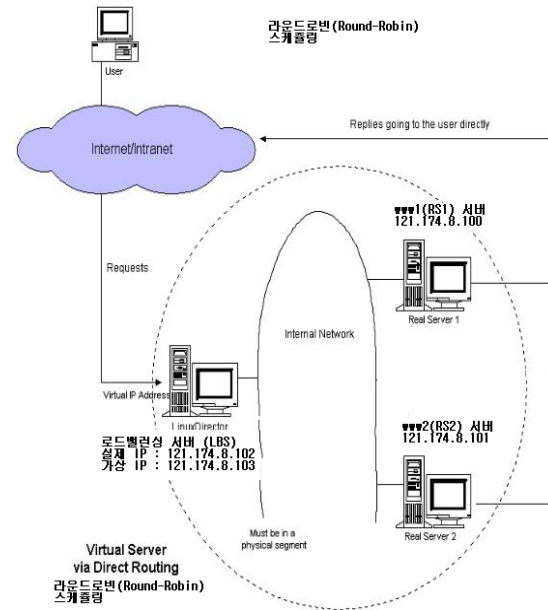 라운드로빈(Round-Robin)
스케쥴링
User
Replies going to the user directly
Internet/Intranet
www1(RS1) 서버
121.174.8.100
Requests
Real Server 1
Internal Network
Virtual IP Address
LinuxDirector
www2(RS2) 서버
121.174.8.101
로드밸런싱 서버 (LBS)
실제 IP : 121.174.8.102
가상 IP : 121.174.8.103
Must be in a
physical segment
Real Server 2
Virtual Server
via Direct Routing
라운드로빈(Round-Robin)
스케쥴링